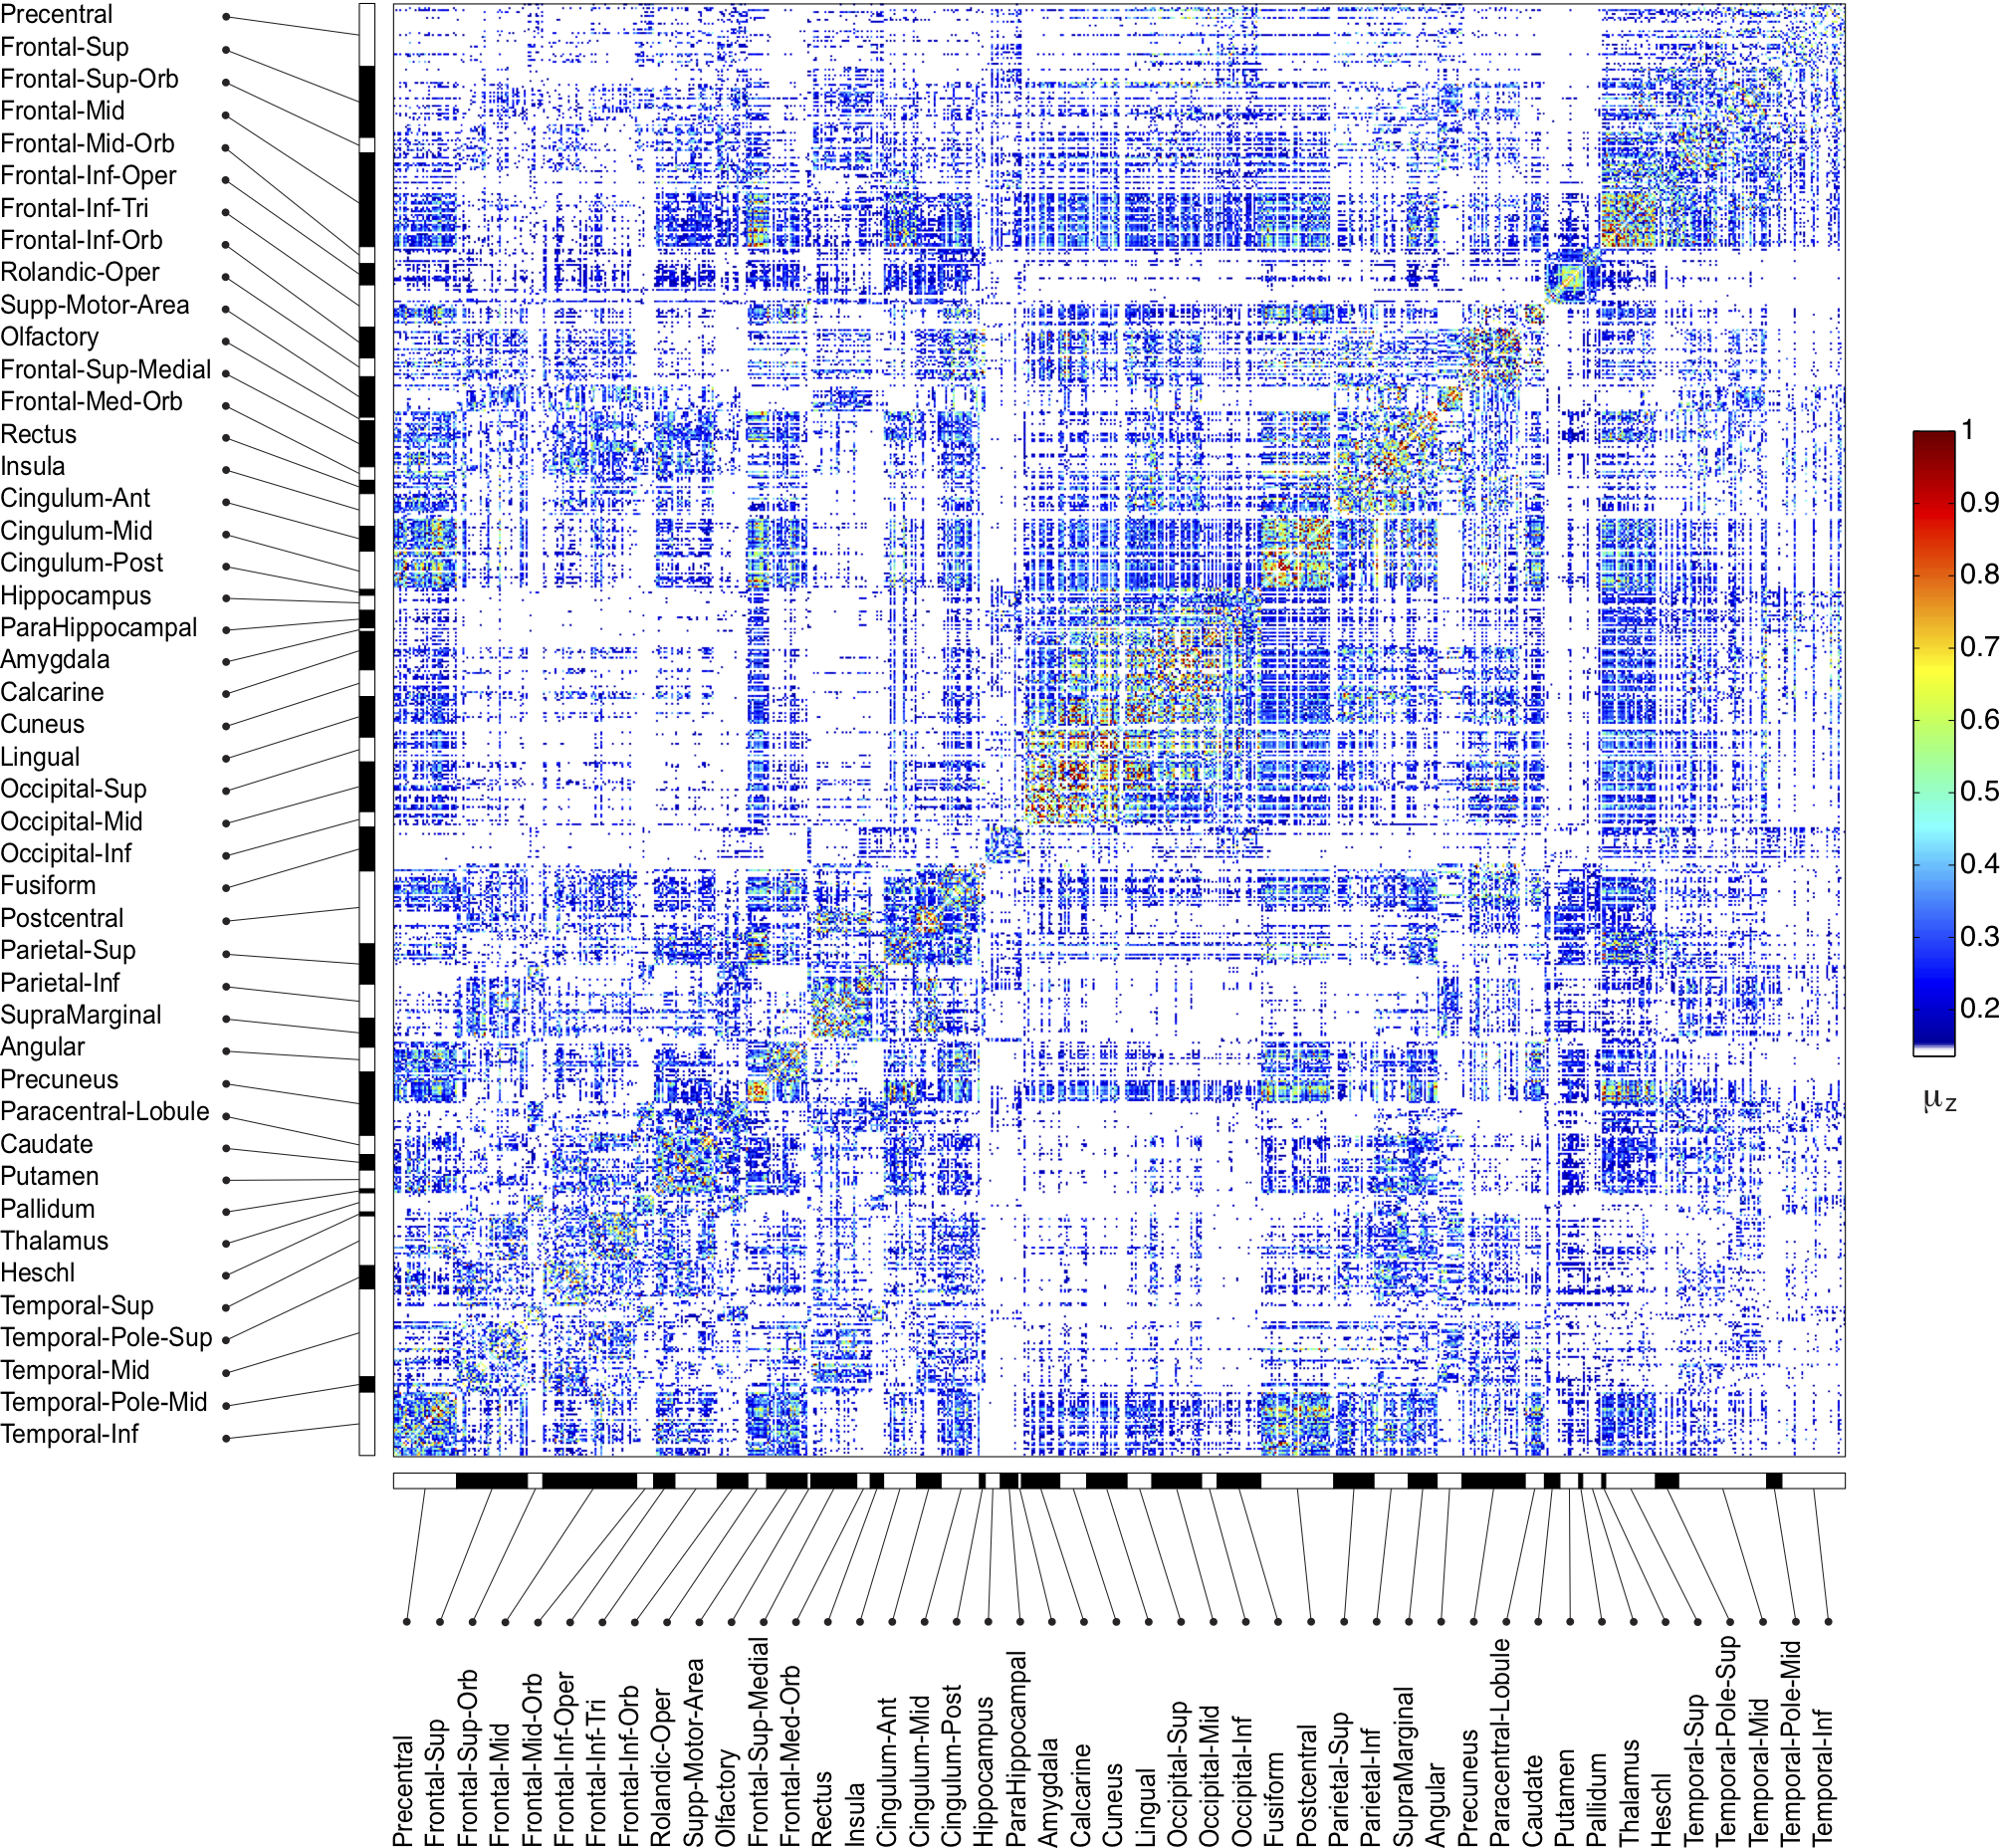 Precentral
Frontal-Sup
Frontal-Sup-Orb
Frontal-Mid
Frontal-Mid-Orb
Frontal-Inf-Oper
Frontal-Inf-Tri
Frontal-Inf-Orb
Rolandic-Oper
Supp-Motor-Area
Olfactory
Frontal-Sup-Medial
Frontal-Med-Orb
Rectus
Insula
Cingulum-Ant
Cingulum-Mid
Cingulum-Post
Hippocampus
ParaHippocampal
Amygdala
Calcarine
Cuneus
Lingual
Occipital-Sup
Occipital-Mid
Occipital-Inf
Fusiform
Postcentral
Parietal-Sup
Parietal-Inf
SupraMarginal
Angular
Precuneus
Paracentral-Lobule
Caudate
Putamen
Pallidum
Thalamus
Heschl
Temporal-Sup
Temporal-Pole-Sup
Temporal-Mid
Temporal-Pole-Mid
Temporal-Inf
1
0.9
0.8
0.7
0.6
0.5
0.4
0.3
0.2
μz
Precentral
Frontal-Sup
Frontal-Sup-Orb
Frontal-Mid
Frontal-Mid-Orb
Frontal-Inf-Oper
Frontal-Inf-Tri
Frontal-Inf-Orb
Rolandic-Oper
Supp-Motor-Area
Olfactory
Frontal-Sup-Medial
Frontal-Med-Orb
Rectus
Insula
Cingulum-Ant
Cingulum-Mid
Cingulum-Post
Hippocampus
ParaHippocampal
Amygdala
Calcarine
Cuneus
Lingual
Occipital-Sup
Occipital-Mid
Occipital-Inf
Fusiform
Postcentral
Parietal-Sup
Parietal-Inf
SupraMarginal
Angular
Precuneus
Paracentral-Lobule
Caudate
Putamen
Pallidum
Thalamus
Heschl
Temporal-Sup
Temporal-Pole-Sup
Temporal-Mid
Temporal-Pole-Mid
Temporal-Inf